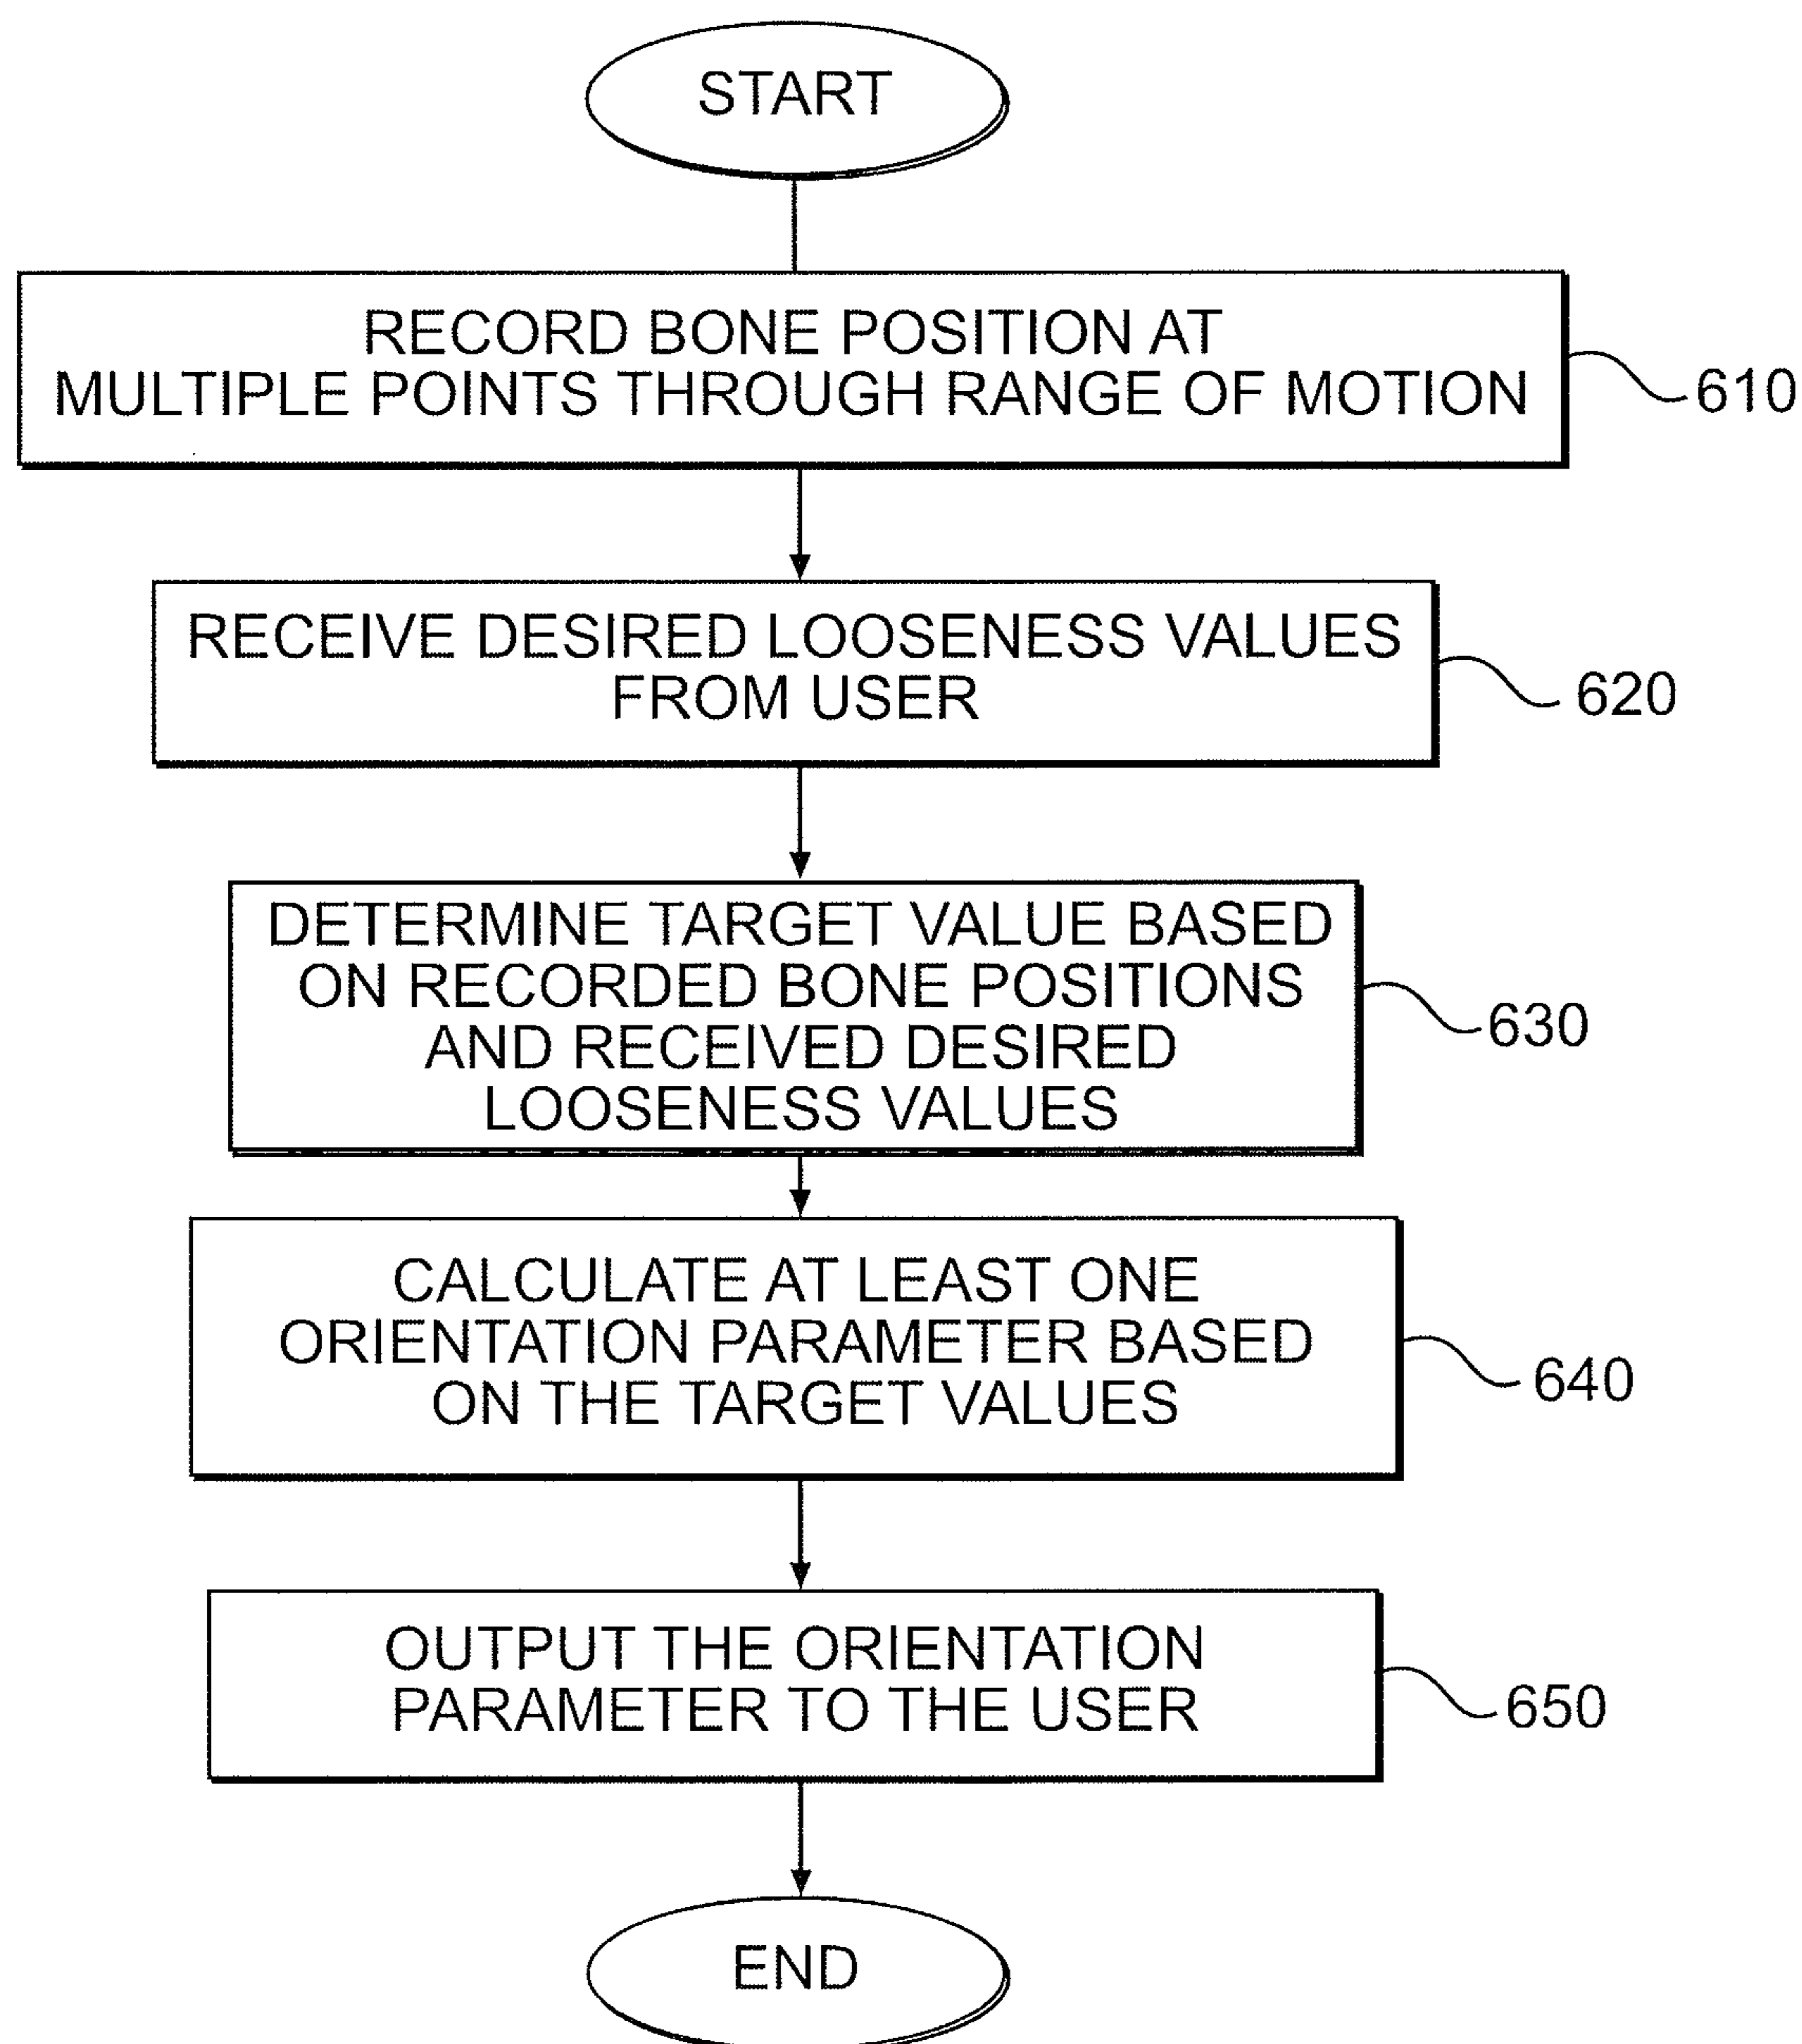 START
RECORD BONE POSITION AT
MULTIPLE POINTS THROUGH RANGE OF MOTION
610
RECEIVE DESIRED LOOSENESS VALUES
FROM USER
620
DETERMINE TARGET VALUE BASED
ON RECORDED BONE POSITIONS
AND RECEIVED DESIRED
LOOSENESS VALUES
630
CALCULATE AT LEAST ONE
ORIENTATION PARAMETER BASED
ON THE TARGET VALUES
640
OUTPUT THE ORIENTATION
PARAMETER TO THE USER
650
END